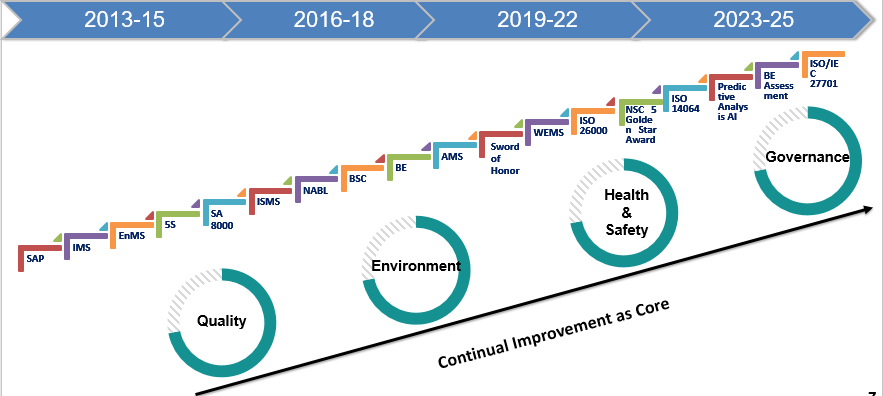 2013-15
2016-18
2019-22
2023-25
SAP
IMS
EnMS
5S
SA
8000
ISMS
NABL
BSC
BE
AMS
Sword
of
Honor
WEMS
ISO
26000
NSC 5
Golde
n Star
Award
ISO
14064
Predic
tive
Analys
is AI
BE
Assess
ment
ISO/IE
C
27701
Quality
Environment
Health
&
Safety
Governance
Continual Improvement as Core